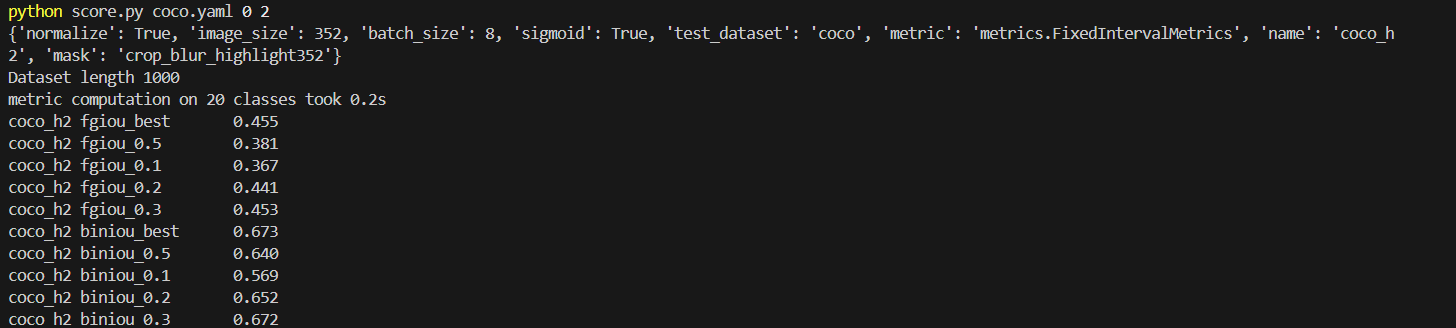 python score.py coco.yaml 0 2
{'normalize': True, 'image_size': 352, 'batch_size': 8, 'sigmoid': True, 'test_dataset': 'coco', 'metric': 'metrics.FixedIntervalMetrics', 'name': 'coco_h
2', 'mask': 'crop_blur_highlight352'}
Dataset length 1000
metric computation on 20 classes took 0.2s
coco_h2 fgiou_best 0.455
coco_h2 fgiou_0.5 0.381
coco_h2 fgiou_0.1 0.367
coco_h2 fgiou_0.2 0.441
coco_h2 fgiou_0.3 0.453
coco_h2 biniou_best 0.673
coco_h2 biniou_0.5 0.640
coco_h2 biniou_0.1 0.569
coco_h2 biniou_0.2 0.652
coco_h2 biniou_0.3 0.672